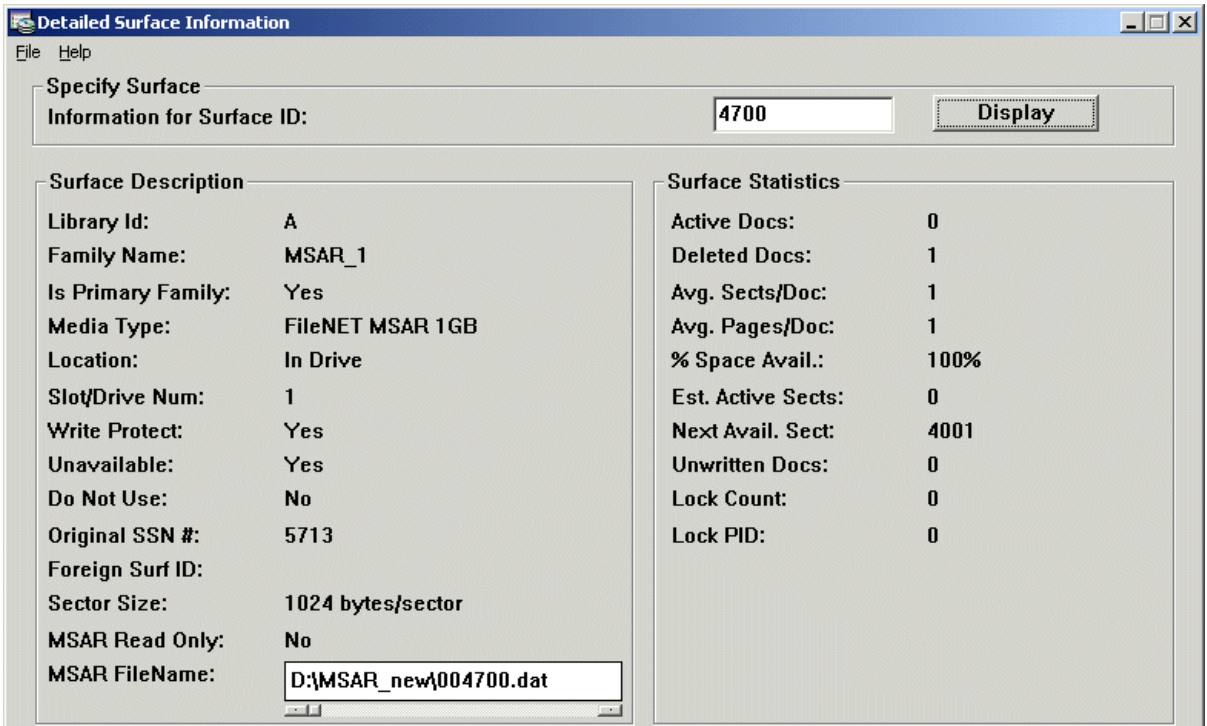 Detailed Surface Information
File Help
Specify Surface
Information for Surface ID: 4700 Display
Surface Description
Library Id: A
Family Name: MSAR_1
Is Primary Family: Yes
Media Type: FileNET MSAR 1GB
Location: In Drive
Slot/Drive Num: 1
Write Protect: Yes
Unavailable: Yes
Do Not Use: No
Original SSN #: 5713
Foreign Surf ID:
Sector Size: 1024 bytes/sector
MSAR Read Only: No
MSAR FileName: D:\MSAR_new\004700.dat
Surface Statistics
Active Docs: 0
Deleted Docs: 1
Avg. Sects/Doc: 1
Avg. Pages/Doc: 1
% Space Avail.: 100%
Est. Active Sects: 0
Next Avail. Sect: 4001
Unwritten Docs: 0
Lock Count: 0
Lock PID: 0